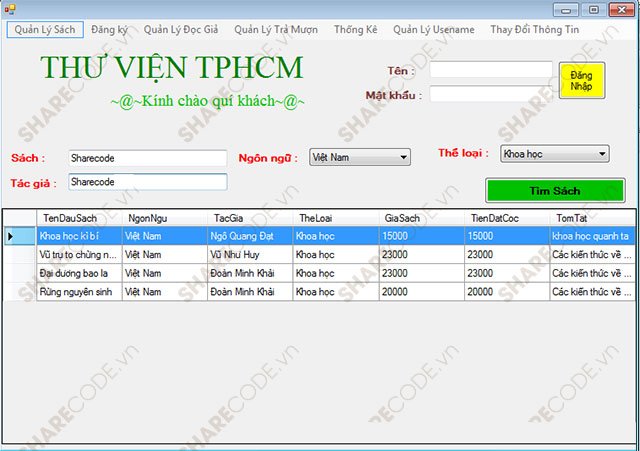 Quản Lý Sách Đăng ký Quản Lý Đọc Giả Quản Lý Trả Mượn Thống Kê Quản Lý Usename Thay Đổi Thông Tin
THƯ VIỆN TPHCM
~@~Kính chào quí khách~@~
Tên :
Mật khẩu :
Đăng
Nhập
Sách : Sharecode Ngôn ngữ : Việt Nam Thể loại : Khoa học
Tác giả : Sharecode
Tìm Sách
TenDauSach NgonNgu TacGia TheLoai GiaSach TienDatCoc TomTat
Khoa học kì bí Việt Nam Ngô Quang Đạt Khoa học 15000 15000 khoa học quanh ta
Vũ trụ to chừng n... Việt Nam Vũ Như Huy Khoa học 23000 23000 Các kiến thức về ...
Đại dương bao la Việt Nam Đoàn Minh Khải Khoa học 23000 23000 Các kiến thức về ...
Rừng nguyên sinh Việt Nam Đoàn Minh Khải Khoa học 20000 20000 Các kiến thức về ...
SHARECODE.vn